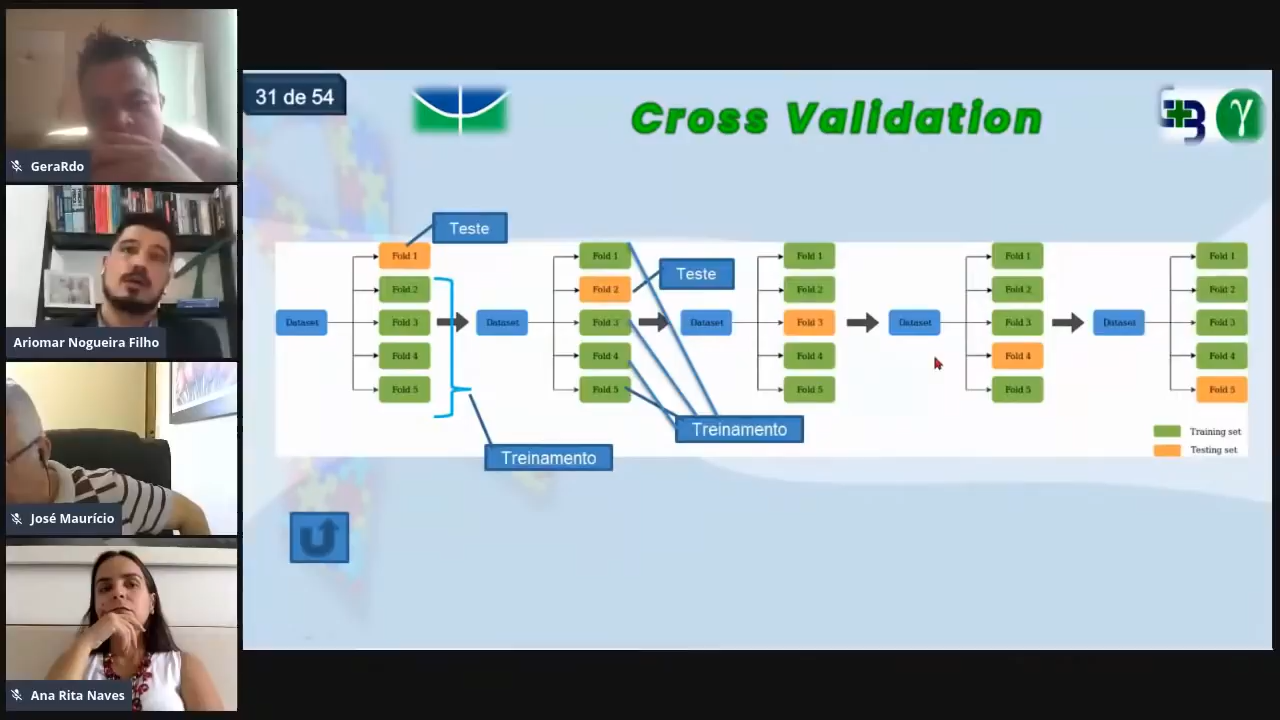 GeraRdo
Ariomar Nogueira Filho
José Maurício
Ana Rita Naves
31 de 54
Cross Validation
Teste
Teste
Dataset
Fold 1
Fold 2
Fold 3
Fold 4
Fold 5
Dataset
Fold 1
Fold 2
Fold 3
Fold 4
Fold 5
Dataset
Fold 1
Fold 2
Fold 3
Fold 4
Fold 5
Dataset
Fold 1
Fold 2
Fold 3
Fold 4
Fold 5
Dataset
Fold 1
Fold 2
Fold 3
Fold 4
Fold 5
Treinamento
Treinamento
Training set
Testing set